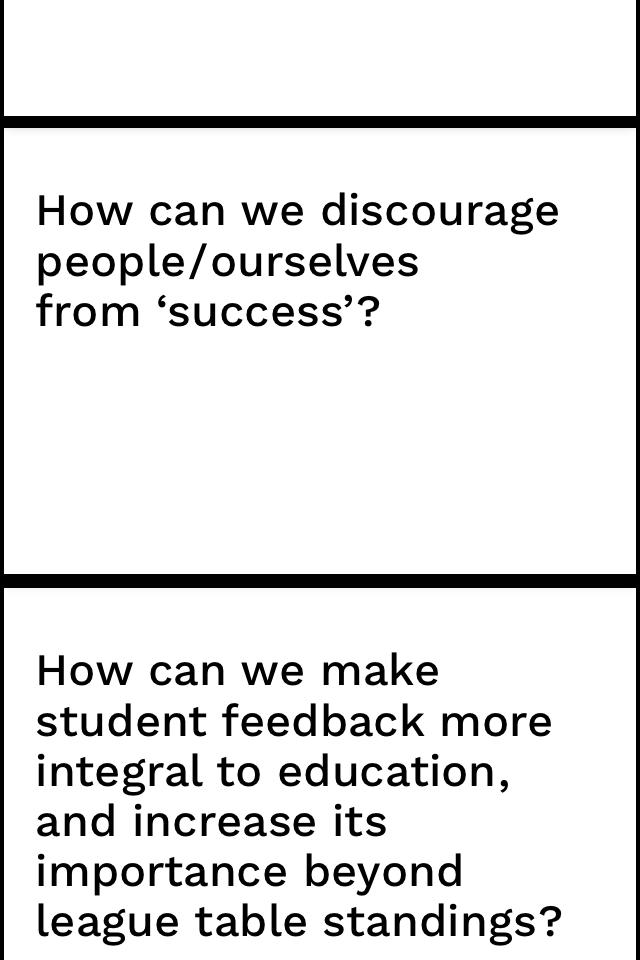 How can we discourage
people/ourselves
from ‘success’?
How can we make
student feedback more
integral to education,
and increase its
importance beyond
league table standings?